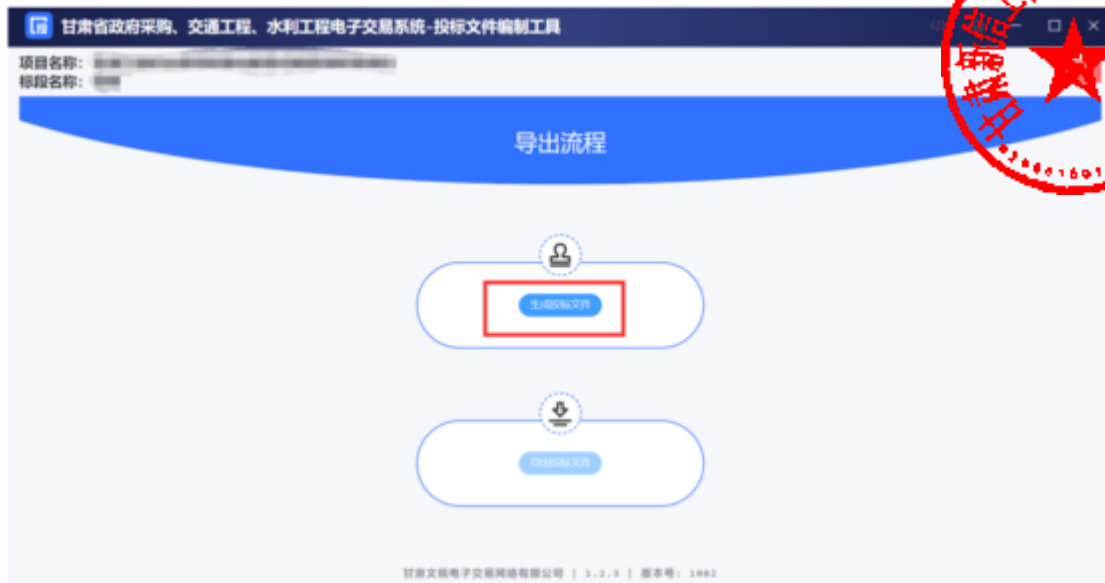 甘肃省政府采购、交通工程、水利工程电子交易系统-投标文件编制工具
项目名称：
标段名称：
导出流程
生成投标文件
导出投标文件
甘肃文锐电子交易网络有限公司 | 1.2.3 | 版本号: 1002